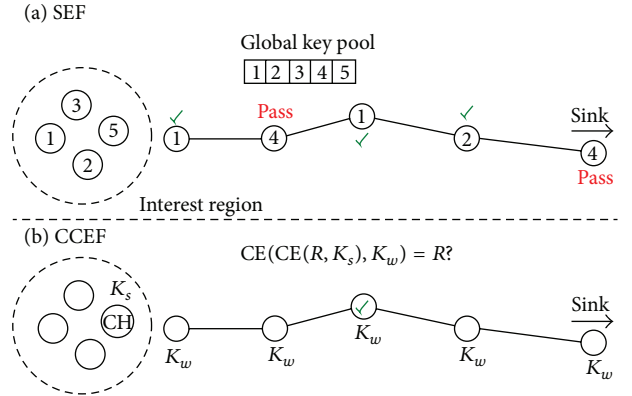 (a) SEF
Global key pool
1 2 3 4 5
3
1 5
2
1
Pass
4
1
2
Sink
4
Pass
Interest region
(b) CCEF
CE(CE(R, K_s), K_w) = R?
K_s
CH
Sink
K_w K_w K_w K_w K_w